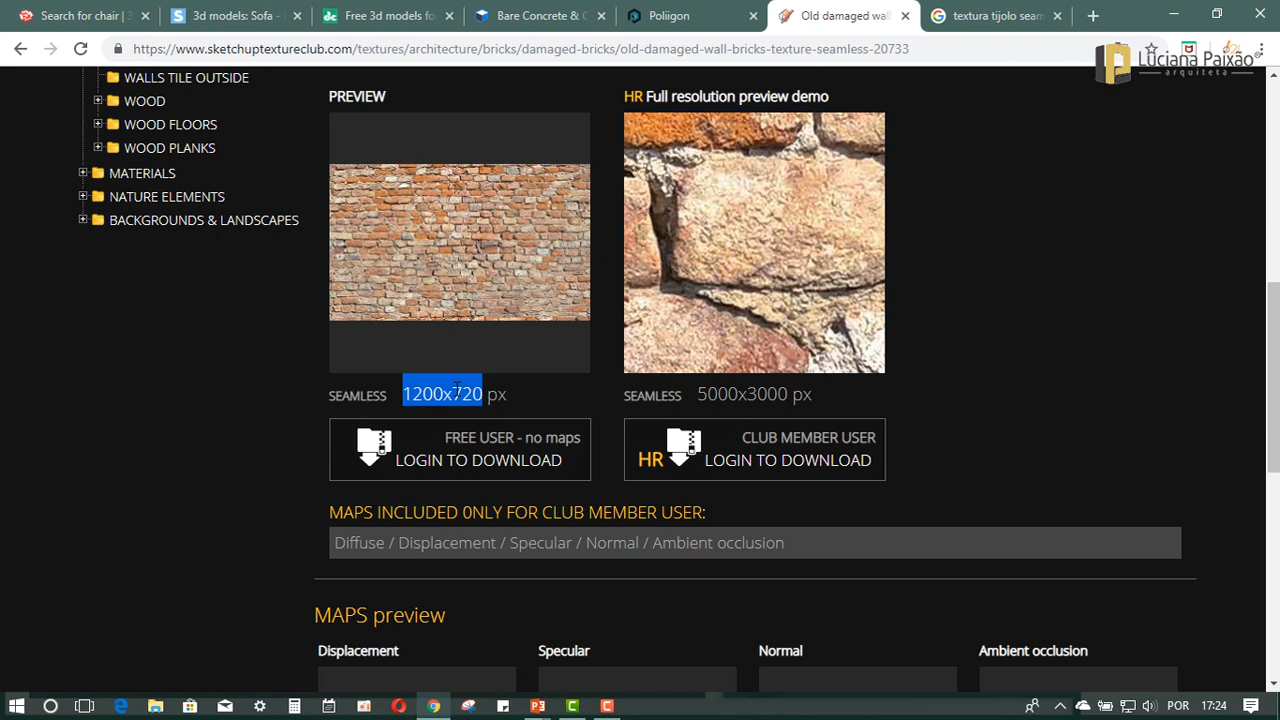 Search for chair | 3
3d models: Sofa -
Free 3d models fo
Bare Concrete & C
Poliigon
Old damaged wal
textura tijolo seam
https://www.sketchuptextureclub.com/textures/architecture/bricks/damaged-bricks/old-damaged-wall-bricks-texture-seamless-20733
Luciana Paixão
arquiteta
WALLS TILE OUTSIDE
WOOD
WOOD FLOORS
WOOD PLANKS
MATERIALS
NATURE ELEMENTS
BACKGROUNDS & LANDSCAPES
PREVIEW
HR Full resolution preview demo
SEAMLESS 1200x720 px
SEAMLESS 5000x3000 px
FREE USER - no maps
LOGIN TO DOWNLOAD
CLUB MEMBER USER
HR LOGIN TO DOWNLOAD
MAPS INCLUDED 0NLY FOR CLUB MEMBER USER:
Diffuse / Displacement / Specular / Normal / Ambient occlusion
MAPS preview
Displacement
Specular
Normal
Ambient occlusion
POR 17:24